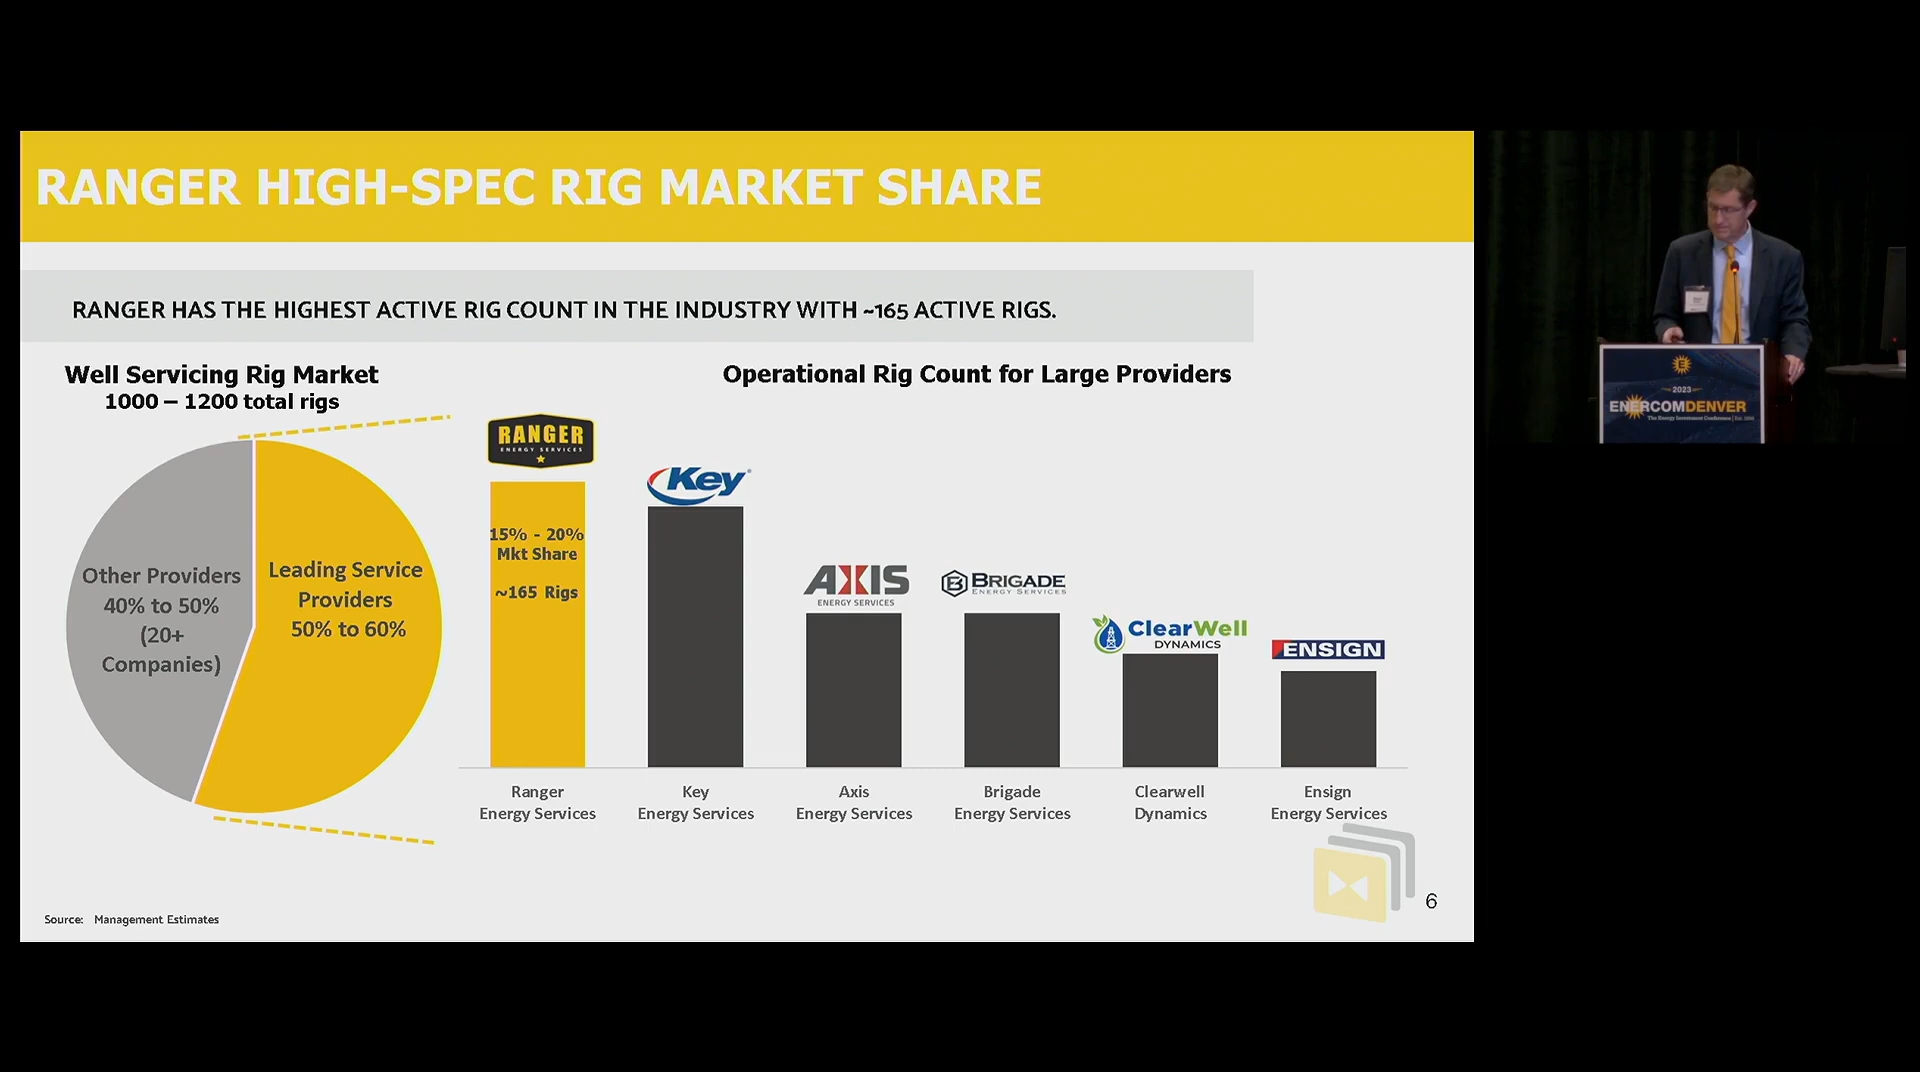 RANGER HIGH-SPEC RIG MARKET SHARE
RANGER HAS THE HIGHEST ACTIVE RIG COUNT IN THE INDUSTRY WITH ~165 ACTIVE RIGS.
Well Servicing Rig Market
1000 – 1200 total rigs
Other Providers
40% to 50%
(20+
Companies)
Leading Service
Providers
50% to 60%
Operational Rig Count for Large Providers
RANGER
ENERGY SERVICES
15% - 20%
Mkt Share
~165 Rigs
Key
AXIS
ENERGY SERVICES
BRIGADE
ENERGY SERVICES
ClearWell
DYNAMICS
ENSIGN
Ranger
Energy Services
Key
Energy Services
Axis
Energy Services
Brigade
Energy Services
Clearwell
Dynamics
Ensign
Energy Services
Source: Management Estimates
6
2023
ENERCOMDENVER
The Energy Investment Conference